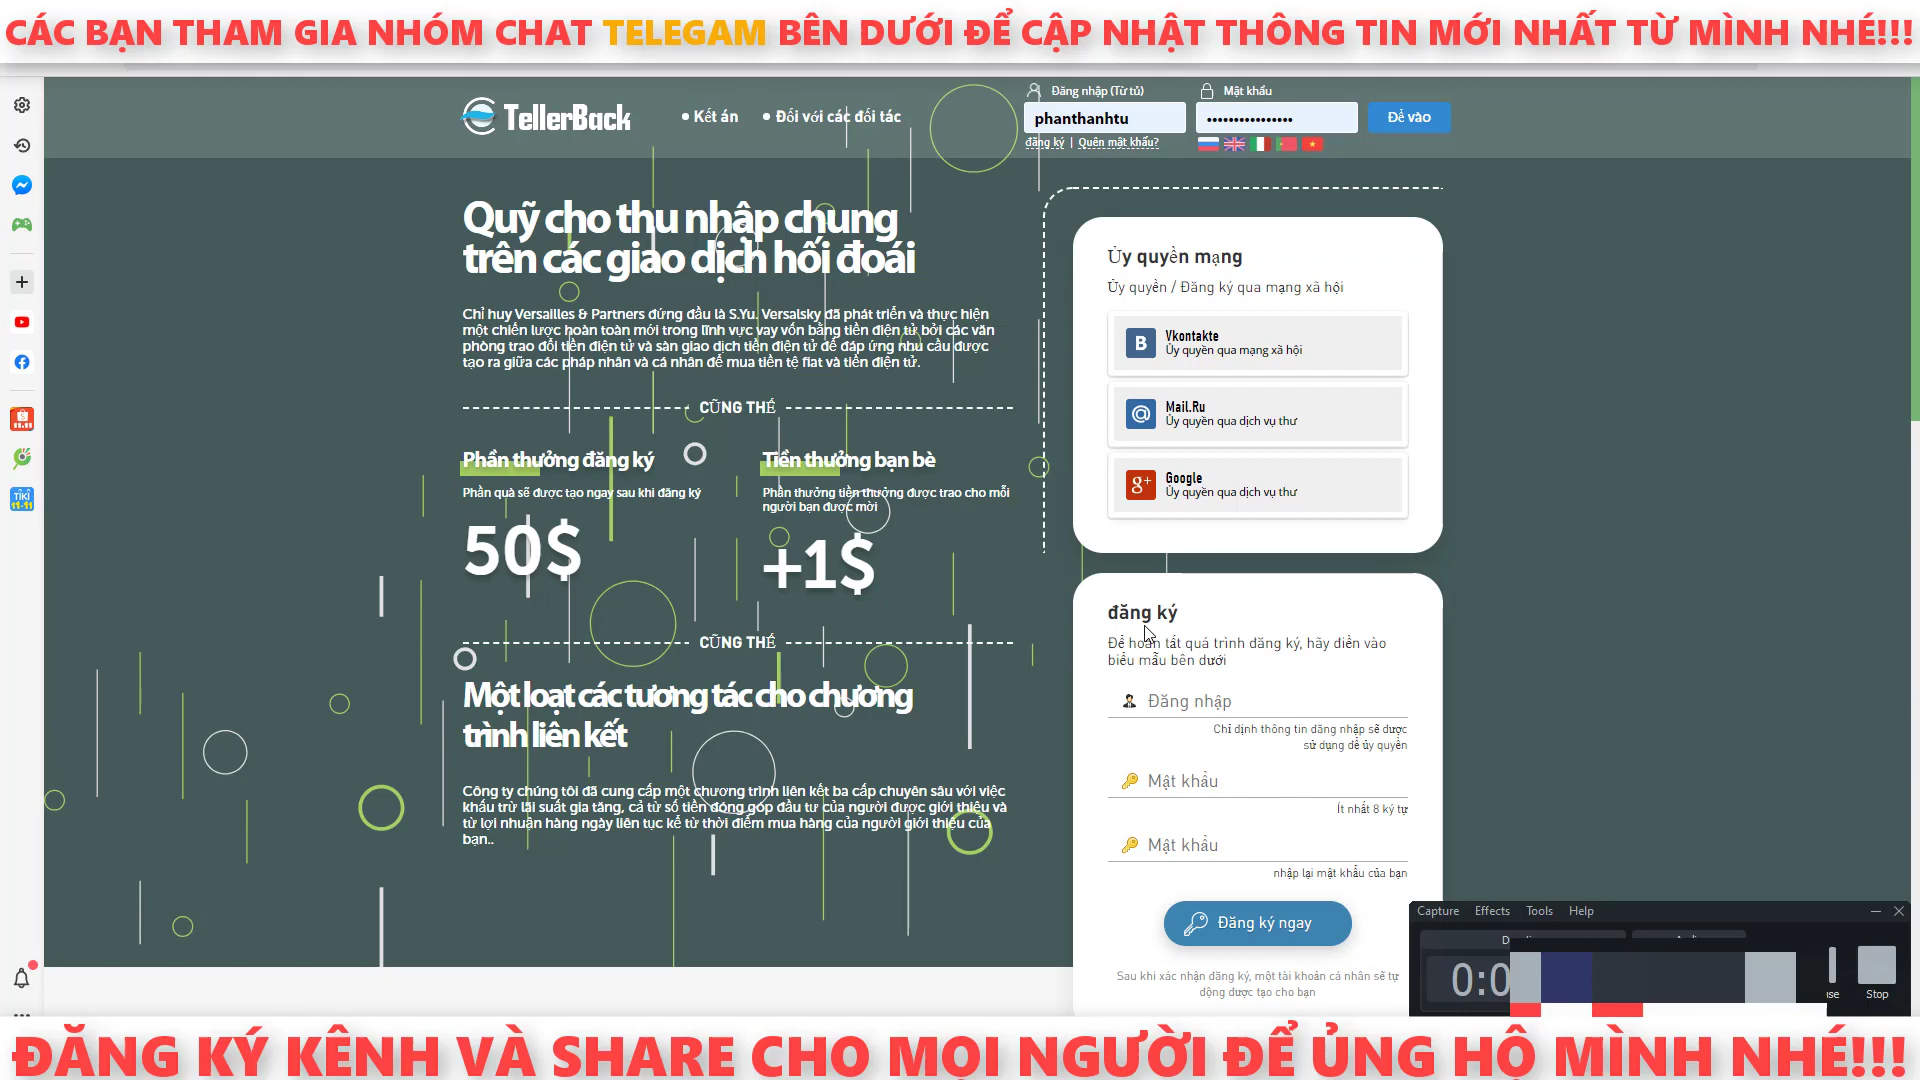 CÁC BẠN THAM GIA NHÓM CHAT TELEGAM BÊN DƯỚI ĐỂ CẬP NHẬT THÔNG TIN MỚI NHẤT TỪ MÌNH NHÉ!!!
TellerBack
Kết án
Đối với các đối tác
Đăng nhập (Từ tủ)
Mật khẩu
phanthanhtu
••••••••••••••••
Để vào
đăng ký | Quên mật khẩu?
Quỹ cho thu nhập chung
trên các giao dịch hối đoái
Chỉ huy Versailles & Partners đứng đầu là S.Yu. Versalsky đã phát triển và thực hiện
một chiến lược hoàn toàn mới trong lĩnh vực vay vốn bằng tiền điện tử bởi các văn
phòng trao đổi tiền điện tử và sàn giao dịch tiền điện tử để đáp ứng nhu cầu được
tạo ra giữa các pháp nhân và cá nhân để mua tiền tệ fiat và tiền điện tử.
CŨNG THẾ
Phần thưởng đăng ký
Phần quà sẽ được tạo ngay sau khi đăng ký
50$
Tiền thưởng bạn bè
Phần thưởng tiền thưởng được trao cho mỗi
người bạn được mời
+1$
CŨNG THẾ
Một loạt các tương tác cho chương
trình liên kết
Công ty chúng tôi đã cung cấp một chương trình liên kết ba cấp chuyên sâu với việc
khấu trừ lãi suất gia tăng, cả từ số tiền đóng góp đầu tư của người được giới thiệu và
từ lợi nhuận hàng ngày liên tục kể từ thời điểm mua hàng của người giới thiệu của
bạn..
Ủy quyền mạng
Ủy quyền / Đăng ký qua mạng xã hội
B
Vkontakte
Ủy quyền qua mạng xã hội
@
Mail.Ru
Ủy quyền qua dịch vụ thư
g+
Google
Ủy quyền qua dịch vụ thư
đăng ký
Để hoàn tất quá trình đăng ký, hãy điền vào
biểu mẫu bên dưới
Đăng nhập
Chỉ định thông tin đăng nhập sẽ được
sử dụng để ủy quyền
Mật khẩu
Ít nhất 8 ký tự
Mật khẩu
nhập lại mật khẩu của bạn
Đăng ký ngay
Sau khi xác nhận đăng ký, một tài khoản cá nhân sẽ tự
động được tạo cho bạn
11.11
TIKI
11-11
Capture Effects Tools Help
0:0
Stop
ĐĂNG KÝ KÊNH VÀ SHARE CHO MỌI NGƯỜI ĐỂ ỦNG HỘ MÌNH NHÉ!!!